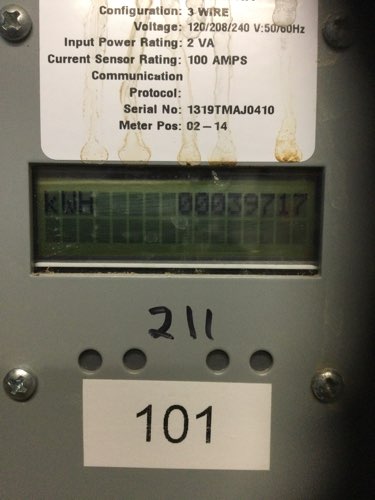 Configuration: 3 WIRE
Voltage: 120/208/240 V:50/60Hz
Input Power Rating: 2 VA
Current Sensor Rating: 100 AMPS
Communication
Protocol:
Serial No: 1319TMAJ0410
Meter Pos: 02–14
kWH 00039717
211
101